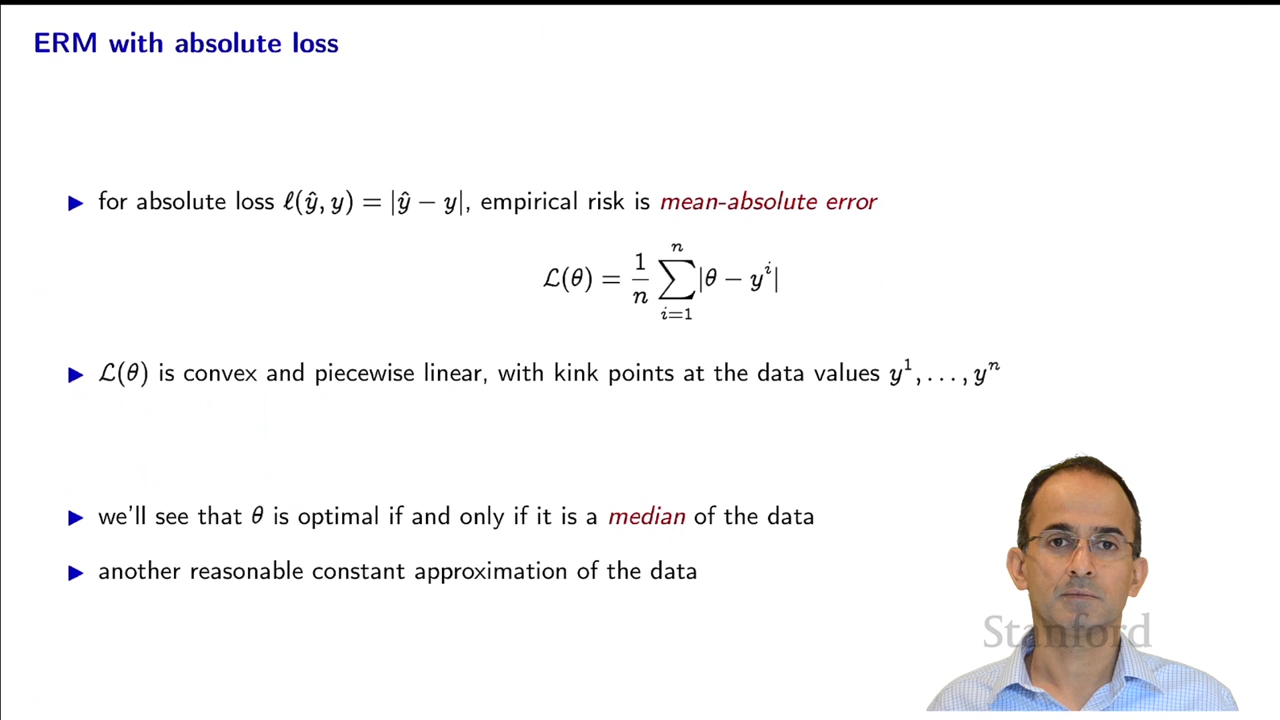 ERM with absolute loss
▶ for absolute loss ℓ(ŷ, y) = |ŷ − y|, empirical risk is mean-absolute error
ℒ(θ) = \frac{1}{n} \sum_{i=1}^{n} |θ − y^i|
▶ ℒ(θ) is convex and piecewise linear, with kink points at the data values y^1, . . . , y^n
▶ we'll see that θ is optimal if and only if it is a median of the data
▶ another reasonable constant approximation of the data
Stanford